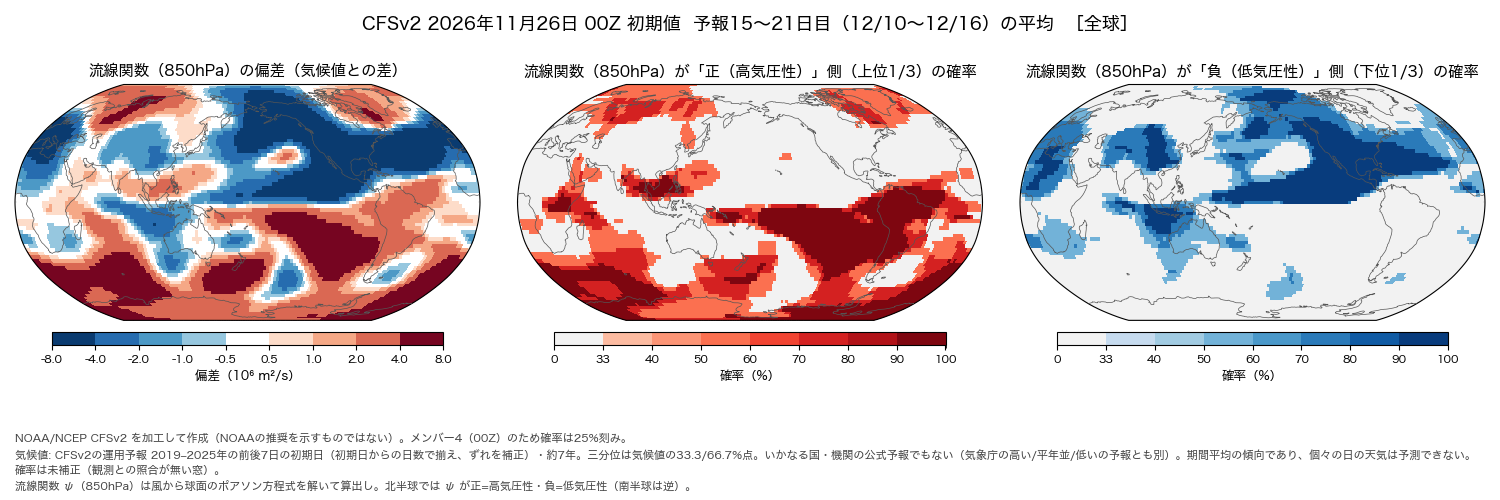 CFSv2 2026年11月26日 00Z 初期値 予報15～21日目（12/10～12/16）の平均 ［全球］
流線関数（850hPa）の偏差（気候値との差）
流線関数（850hPa）が「正（高気圧性）」側（上位1/3）の確率
流線関数（850hPa）が「負（低気圧性）」側（下位1/3）の確率
-8.0 -4.0 -2.0 -1.0 -0.5 0.5 1.0 2.0 4.0 8.0
偏差（10⁶ m²/s）
0 33 40 50 60 70 80 90 100
確率（%）
0 33 40 50 60 70 80 90 100
確率（%）
NOAA/NCEP CFSv2 を加工して作成（NOAAの推奨を示すものではない）。メンバー4（00Z）のため確率は25%刻み。
気候値: CFSv2の運用予報 2019–2025年の前後7日の初期日（初期日からの日数で揃え、ずれを補正）・約7年。三分位は気候値の33.3/66.7%点。いかなる国・機関の公式予報でもない（気象庁の高い/平年並/低いの予報とも別）。期間平均の傾向であり、個々の日の天気は予測できない。
確率は未補正（観測との照合が無い窓）。
流線関数 ψ（850hPa）は風から球面のポアソン方程式を解いて算出し。北半球では ψ が正=高気圧性・負=低気圧性（南半球は逆）。